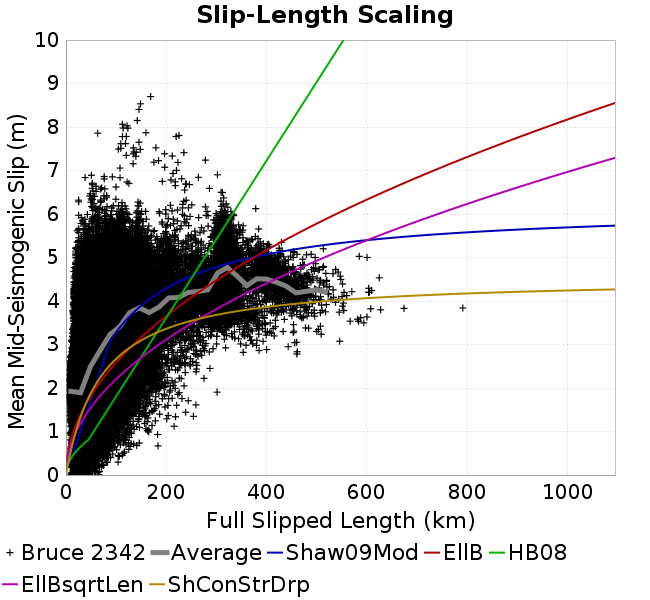 Slip-Length Scaling
Mean Mid-Seismogenic Slip (m)
10
9
8
7
6
5
4
3
2
1
0
0 200 400 600 800 1000
Full Slipped Length (km)
Bruce 2342 Average Shaw09Mod EllB HB08
EllBsqrtLen ShConStrDrp